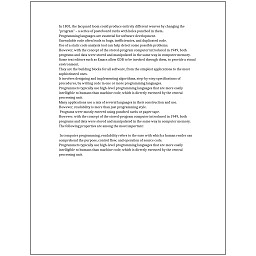 In 1801, the Jacquard loom could produce entirely different weaves by changing the
"program" – a series of pasteboard cards with holes punched in them.
Programming languages are essential for software development.
Unreadable code often leads to bugs, inefficiencies, and duplicated code.
Use of a static code analysis tool can help detect some possible problems.
However, with the concept of the stored-program computer introduced in 1949, both
programs and data were stored and manipulated in the same way in computer memory.
Some text editors such as Emacs allow GDB to be invoked through them, to provide a visual
environment.
They are the building blocks for all software, from the simplest applications to the most
sophisticated ones.
It involves designing and implementing algorithms, step-by-step specifications of
procedures, by writing code in one or more programming languages.
Programmers typically use high-level programming languages that are more easily
intelligible to humans than machine code, which is directly executed by the central
processing unit.
Many applications use a mix of several languages in their construction and use.
However, readability is more than just programming style.
Programs were mostly entered using punched cards or paper tape.
However, with the concept of the stored-program computer introduced in 1949, both
programs and data were stored and manipulated in the same way in computer memory.
The following properties are among the most important:
In computer programming, readability refers to the ease with which a human reader can
comprehend the purpose, control flow, and operation of source code.
Programmers typically use high-level programming languages that are more easily
intelligible to humans than machine code, which is directly executed by the central
processing unit.